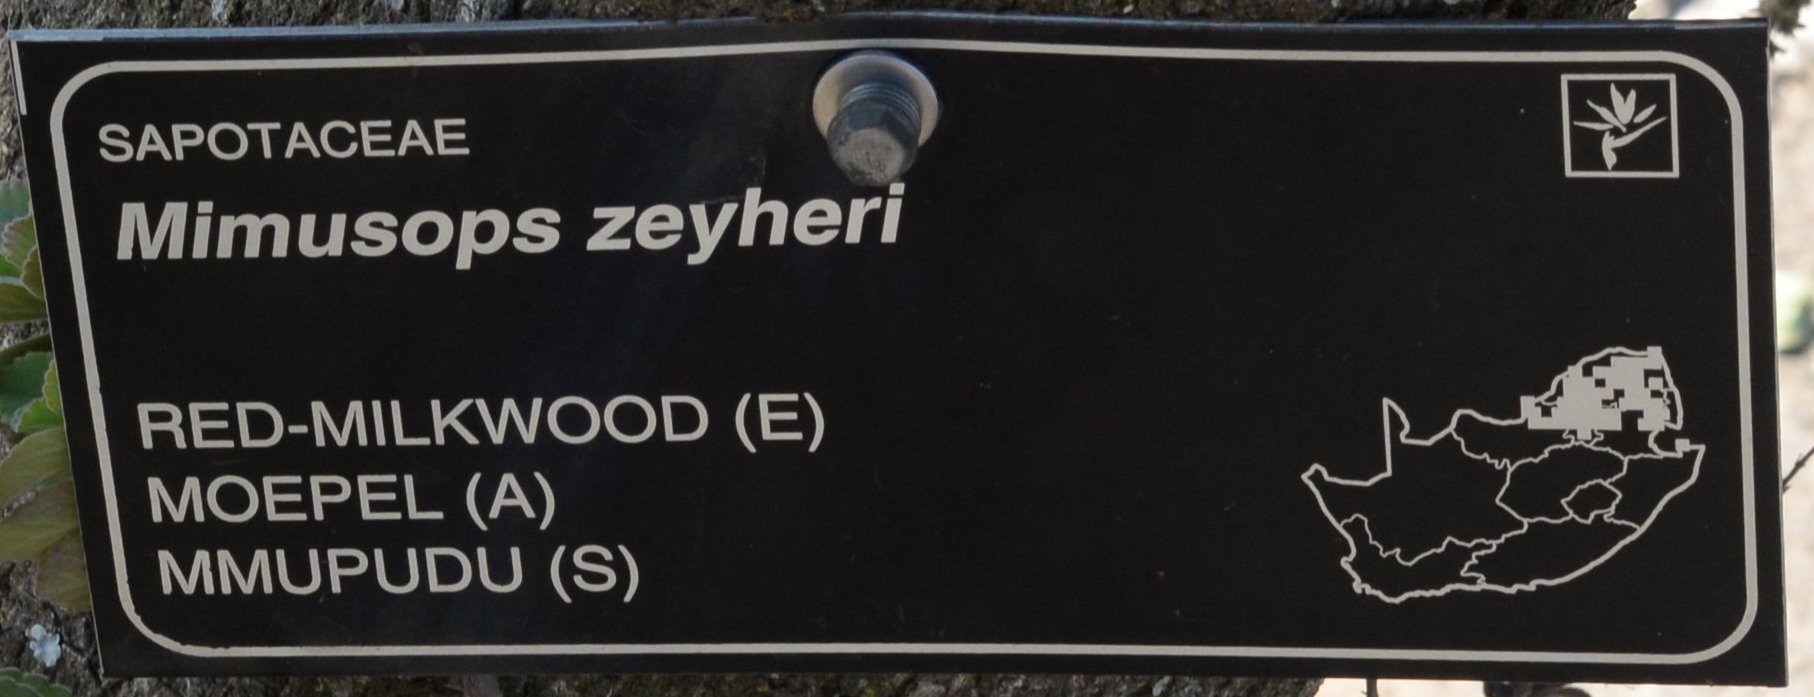 SAPOTACEAE
Mimusops zeyheri
RED-MILKWOOD (E)
MOEPEL (A)
MMUPUDU (S)